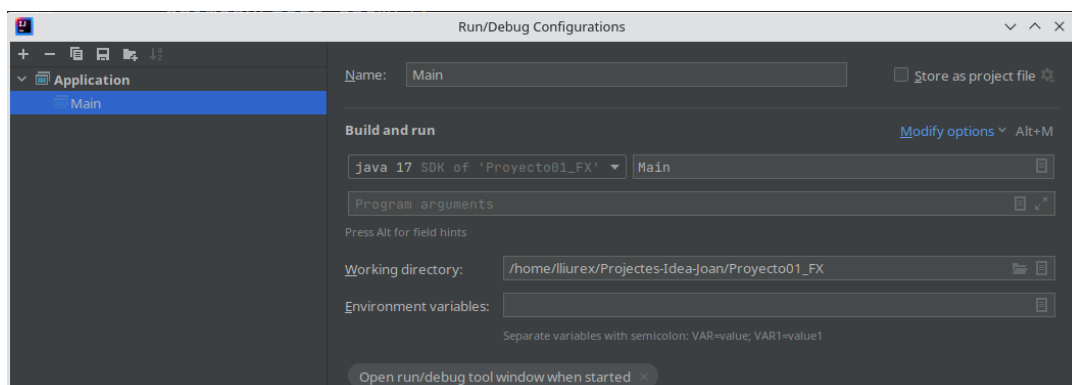 Run/Debug Configurations
Application
Main
Name: Main
Store as project file
Build and run
Modify options Alt+M
java 17 SDK of 'Proyecto01_FX' Main
Program arguments
Press Alt for field hints
Working directory: /home/lliurex/Projectes-Idea-Joan/Proyecto01_FX
Environment variables:
Separate variables with semicolon: VAR=value; VAR1=value1
Open run/debug tool window when started ×